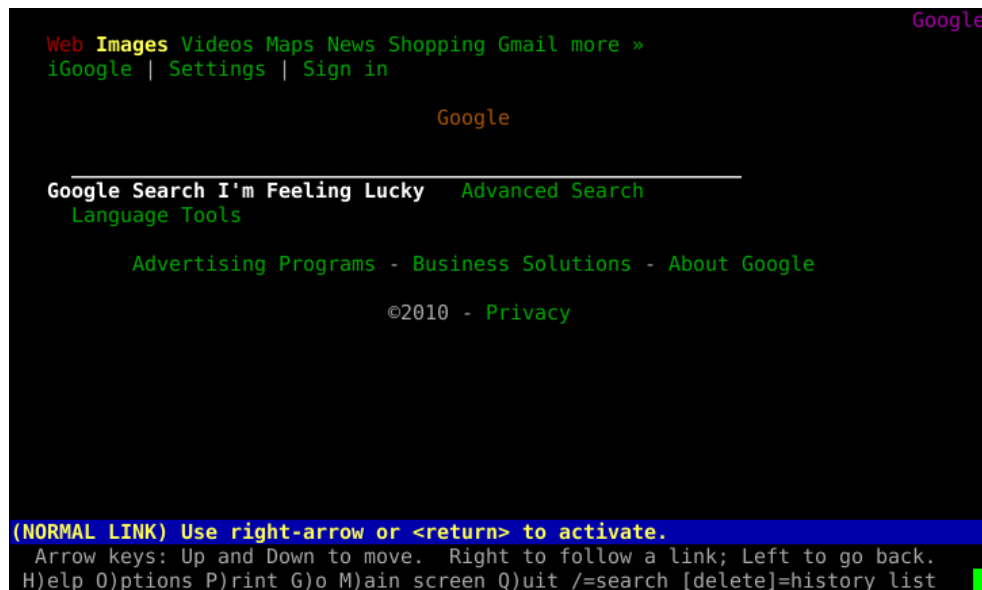 Google
Web Images Videos Maps News Shopping Gmail more »
iGoogle | Settings | Sign in
Google
Google Search I'm Feeling Lucky Advanced Search
Language Tools
Advertising Programs - Business Solutions - About Google
©2010 - Privacy
(NORMAL LINK) Use right-arrow or <return> to activate.
Arrow keys: Up and Down to move. Right to follow a link; Left to go back.
H)elp O)ptions P)rint G)o M)ain screen Q)uit /=search [delete]=history list